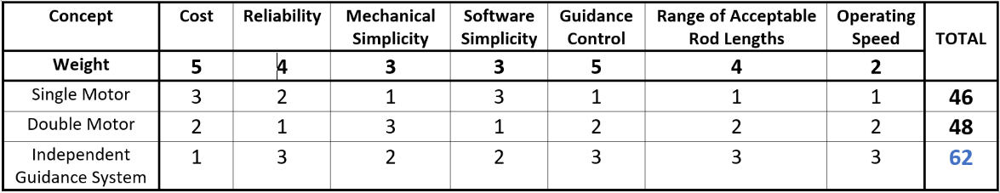 Concept Cost Reliability Mechanical Simplicity Software Simplicity Guidance Control Range of Acceptable Rod Lengths Operating Speed TOTAL
Weight 5 4 3 3 5 4 2
Single Motor 3 2 1 3 1 1 1 46
Double Motor 2 1 3 1 2 2 2 48
Independent Guidance System 1 3 2 2 3 3 3 62